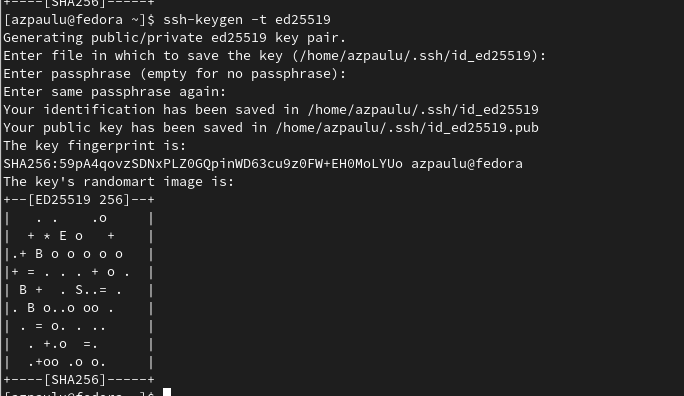 +----[SHA256]-----+
[azpaulu@fedora ~]$ ssh-keygen -t ed25519
Generating public/private ed25519 key pair.
Enter file in which to save the key (/home/azpaulu/.ssh/id_ed25519):
Enter passphrase (empty for no passphrase):
Enter same passphrase again:
Your identification has been saved in /home/azpaulu/.ssh/id_ed25519
Your public key has been saved in /home/azpaulu/.ssh/id_ed25519.pub
The key fingerprint is:
SHA256:59pA4qovzSDNxPLZ0GQpinWD63cu9z0FW+EH0MoLYUo azpaulu@fedora
The key's randomart image is:
+--[ED25519 256]--+
|   . .    .o     |
|  + * E o   +    |
|.+ B o o o o o   |
|+ = . . . + o .  |
| B +  . S..= .   |
|. B o..o oo .    |
| . = o. . ..     |
|  . +.o  =.      |
|  .+oo .o o.     |
+----[SHA256]-----+
[azpaulu@fedora ~]$